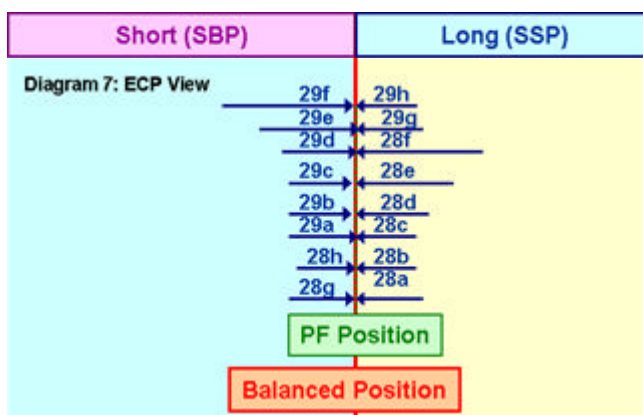 Short (SBP) Long (SSP)
Diagram 7: ECP View
29f 29h
29e 29g
29d 28f
29c 28e
29b 28d
29a 28c
28h 28b
28a
28g
PF Position
Balanced Position